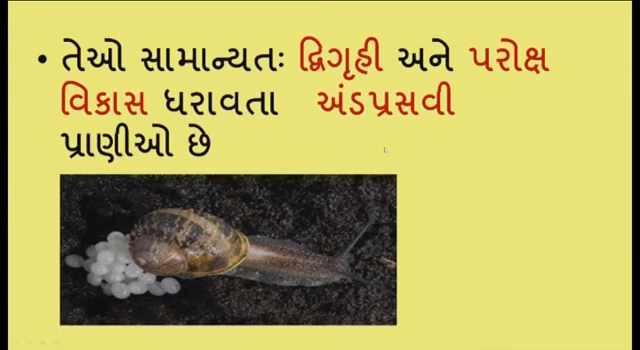 • તેઓ સામાન્યતઃ દ્વિગૃહી અને પરોક્ષ
વિકાસ ધરાવતા અંડપ્રસવી
પ્રાણીઓ છે